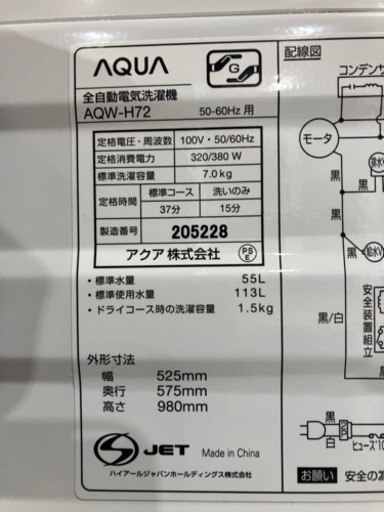 AQUA
G
全自動電気洗濯機
AQW-H72 50-60Hz 用
定格電圧・周波数 100V・50/60Hz
定格消費電力 320/380 W
標準洗濯容量 7.0kg
定格時間 標準コース 洗いのみ
37分 15分
製造番号 205228
アクア 株式会社 PSE
・標準水量 55L
・標準使用水量 113L
・ドライコース時の洗濯容量 1.5kg
外形寸法
幅 525mm
奥行 575mm
高さ 980mm
S JET Made in China
ハイアールジャパンホールディングス株式会社
配線図
コンデンサ
モータ
黒
黒
黒
黒
黒/白
安全装置組立
黒
白
お願い 安全の為